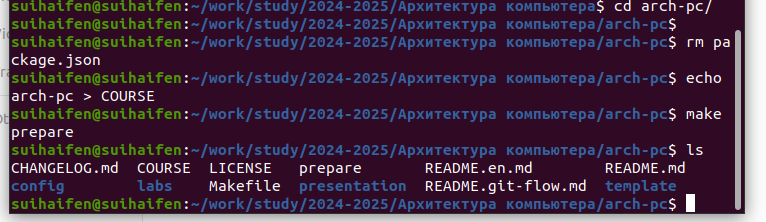 suihaifen@suihaifen:~/work/study/2024-2025/Архитектура компьютера$ cd arch-pc/
suihaifen@suihaifen:~/work/study/2024-2025/Архитектура компьютера/arch-pc$
suihaifen@suihaifen:~/work/study/2024-2025/Архитектура компьютера/arch-pc$ rm pa
ckage.json
suihaifen@suihaifen:~/work/study/2024-2025/Архитектура компьютера/arch-pc$ echo
arch-pc > COURSE
suihaifen@suihaifen:~/work/study/2024-2025/Архитектура компьютера/arch-pc$ make
prepare
suihaifen@suihaifen:~/work/study/2024-2025/Архитектура компьютера/arch-pc$ ls
CHANGELOG.md COURSE LICENSE prepare README.en.md README.md
config labs Makefile presentation README.git-flow.md template
suihaifen@suihaifen:~/work/study/2024-2025/Архитектура компьютера/arch-pc$